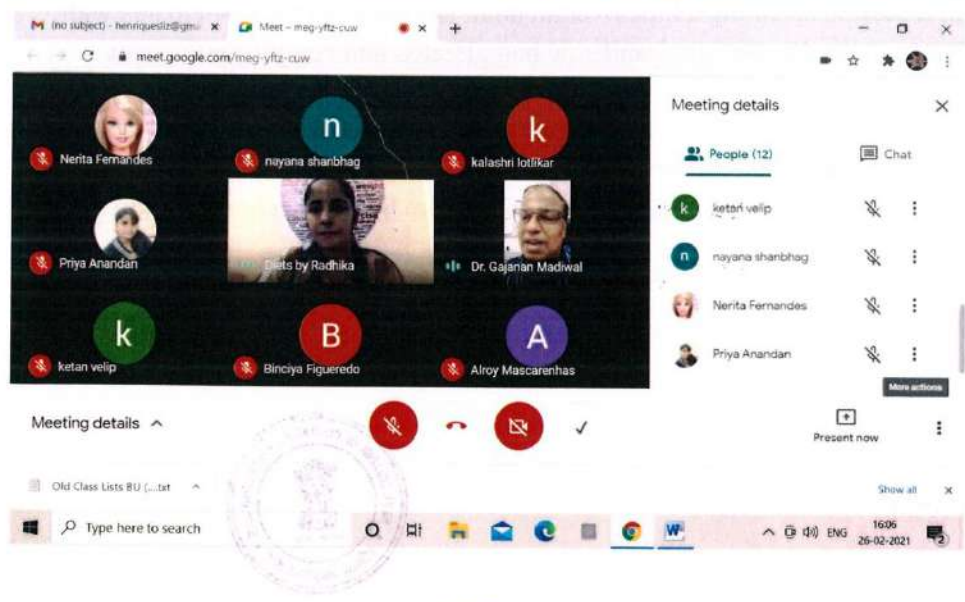 (no subject) - henriquesliz@gmai
Meet – meg-yftz-cuw
meet.google.com/meg-yftz-cuw
Nerita Fernandes
n
nayana shanbhag
k
kalashri lotlikar
Priya Anandan
Diets by Radhika
Dr. Gajanan Madiwal
k
ketan velip
B
Binciya Figueredo
A
Alroy Mascarenhas
Meeting details
People (12)
Chat
k
ketan velip
n
nayana shanbhag
Nerita Fernandes
Priya Anandan
More actions
Meeting details
Present now
Old Class Lists BU (....txt
Show all
Type here to search
W
ENG
16:06
26-02-2021
2